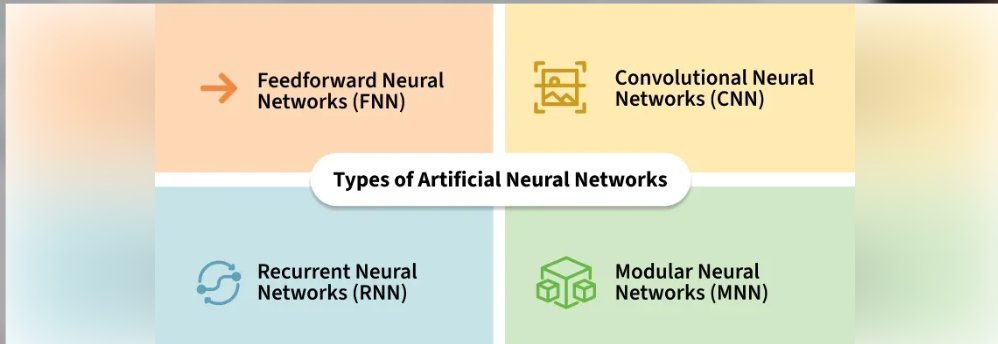 Feedforward Neural
Networks (FNN)
Convolutional Neural
Networks (CNN)
Types of Artificial Neural Networks
Recurrent Neural
Networks (RNN)
Modular Neural
Networks (MNN)